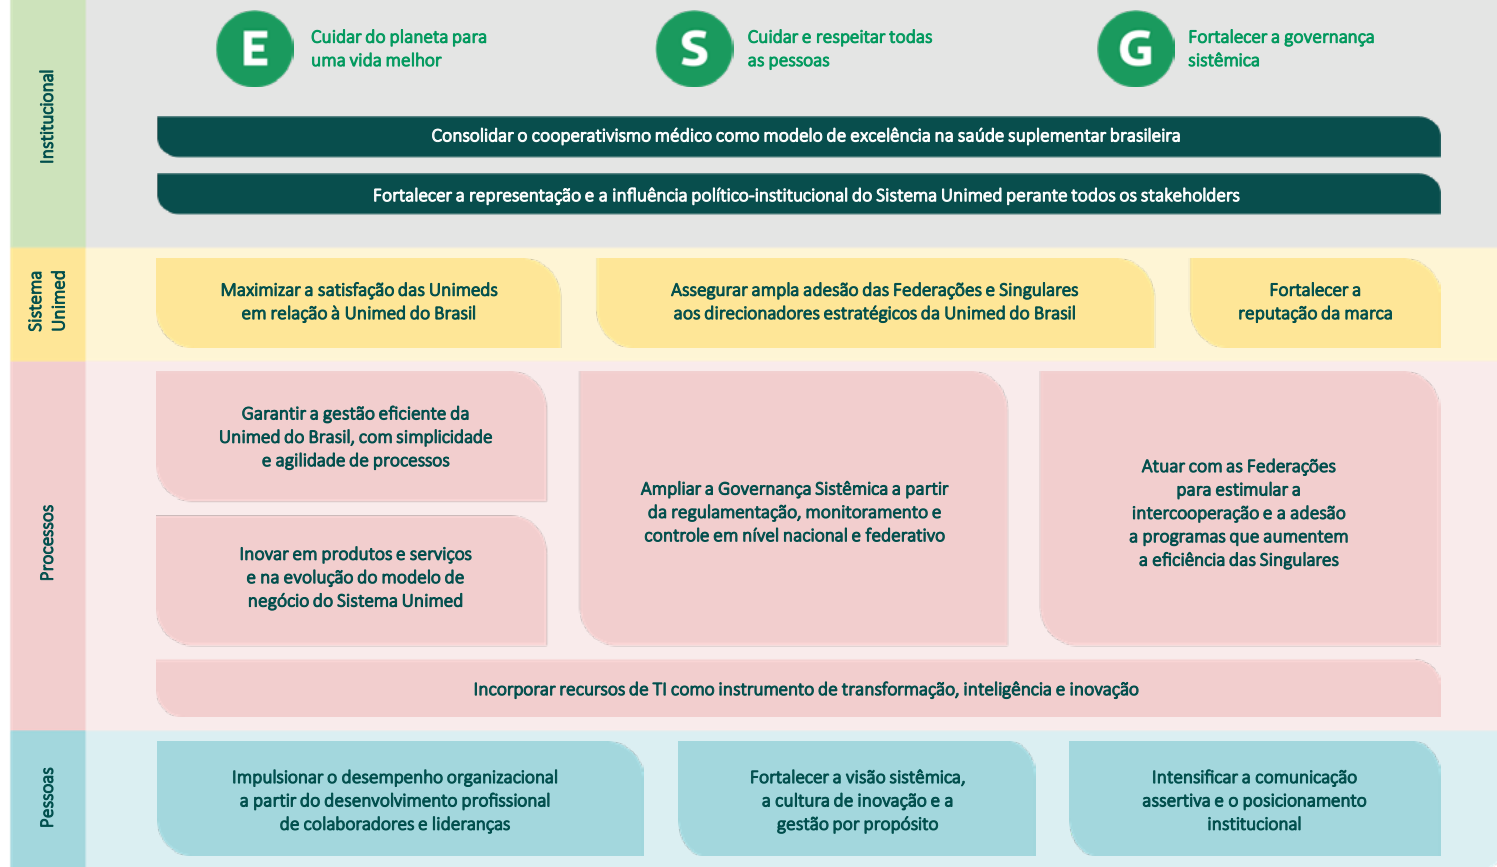 Institucional
E
Cuidar do planeta para
uma vida melhor
S
Cuidar e respeitar todas
as pessoas
G
Fortalecer a governança
sistêmica
Consolidar o cooperativismo médico como modelo de excelência na saúde suplementar brasileira
Fortalecer a representação e a influência político-institucional do Sistema Unimed perante todos os stakeholders
Sistema
Unimed
Maximizar a satisfação das Unimeds
em relação à Unimed do Brasil
Assegurar ampla adesão das Federações e Singulares
aos direcionadores estratégicos da Unimed do Brasil
Fortalecer a
reputação da marca
Processos
Garantir a gestão eficiente da
Unimed do Brasil, com simplicidade
e agilidade de processos
Inovar em produtos e serviços
e na evolução do modelo de
negócio do Sistema Unimed
Ampliar a Governança Sistêmica a partir
da regulamentação, monitoramento e
controle em nível nacional e federativo
Atuar com as Federações
para estimular a
intercooperação e a adesão
a programas que aumentem
a eficiência das Singulares
Incorporar recursos de TI como instrumento de transformação, inteligência e inovação
Pessoas
Impulsionar o desempenho organizacional
a partir do desenvolvimento profissional
de colaboradores e lideranças
Fortalecer a visão sistêmica,
a cultura de inovação e a
gestão por propósito
Intensificar a comunicação
assertiva e o posicionamento
institucional